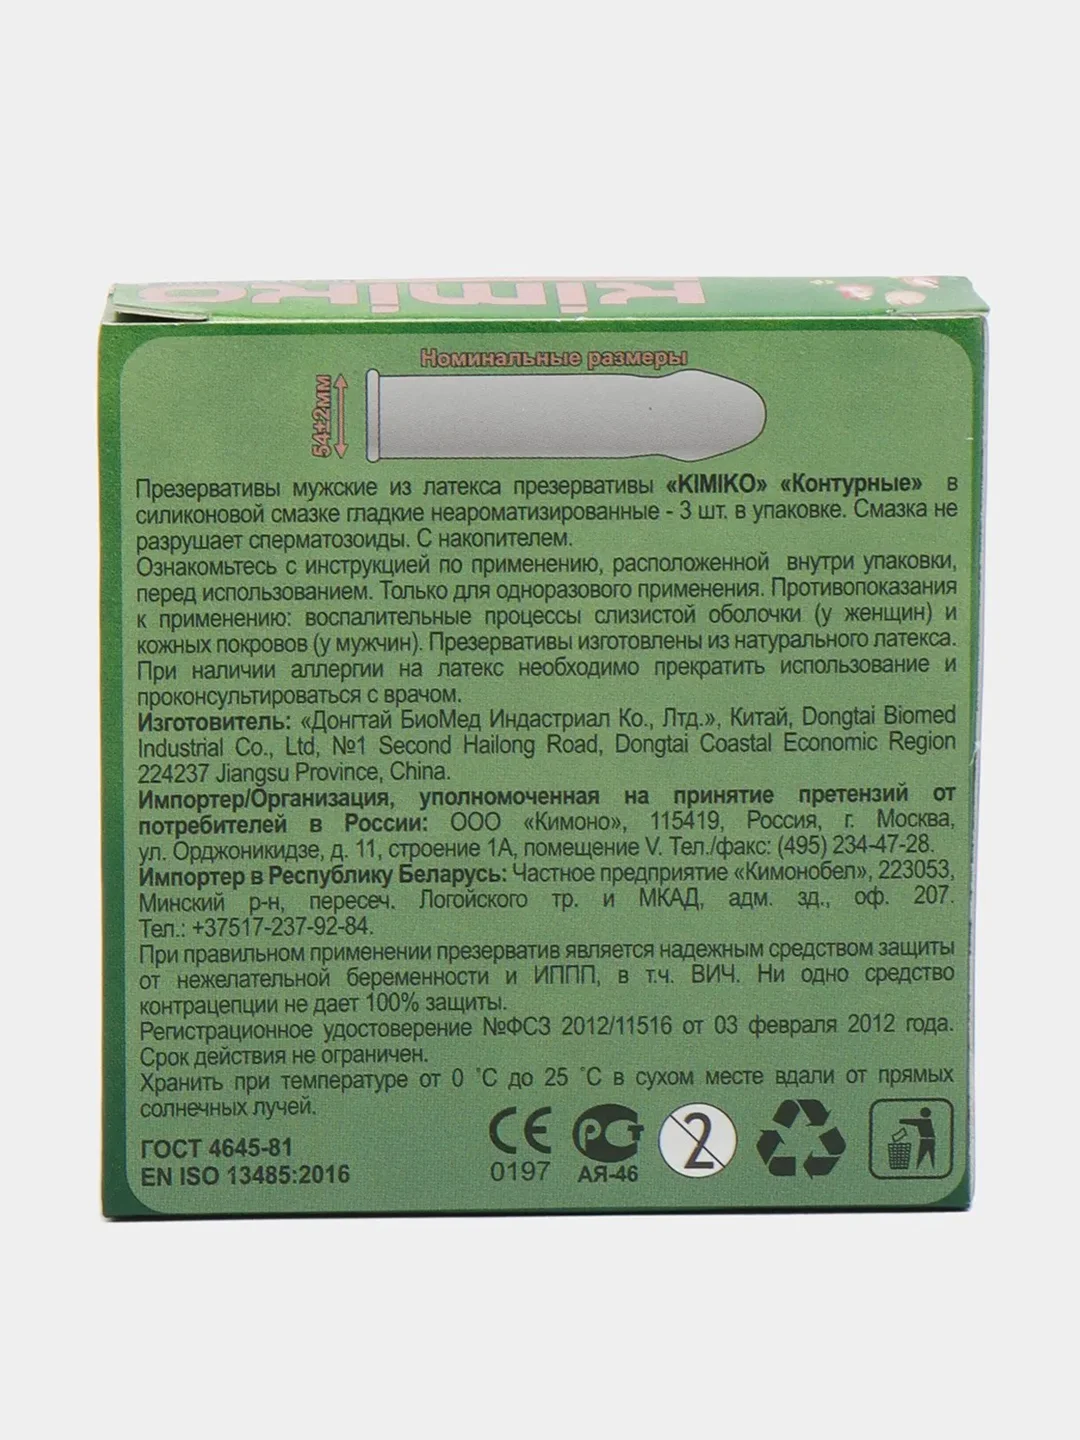 kimiko
Номинальные размеры
54±2мм
Презервативы мужские из латекса презервативы «KIMIKO» «Контурные» в
силиконовой смазке гладкие неароматизированные - 3 шт. в упаковке. Смазка не
разрушает сперматозоиды. С накопителем.
Ознакомьтесь с инструкцией по применению, расположенной внутри упаковки,
перед использованием. Только для одноразового применения. Противопоказания
к применению: воспалительные процессы слизистой оболочки (у женщин) и
кожных покровов (у мужчин). Презервативы изготовлены из натурального латекса.
При наличии аллергии на латекс необходимо прекратить использование и
проконсультироваться с врачом.
Изготовитель: «Донгтай БиоМед Индастриал Ко., Лтд.», Китай, Dongtai Biomed
Industrial Co., Ltd, №1 Second Hailong Road, Dongtai Coastal Economic Region
224237 Jiangsu Province, China.
Импортер/Организация, уполномоченная на принятие претензий от
потребителей в России: ООО «Кимоно», 115419, Россия, г. Москва,
ул. Орджоникидзе, д. 11, строение 1А, помещение V. Тел./факс: (495) 234-47-28.
Импортер в Республику Беларусь: Частное предприятие «Кимонобел», 223053,
Минский р-н, пересеч. Логойского тр. и МКАД, адм. зд., оф. 207.
Тел.: +37517-237-92-84.
При правильном применении презерватив является надежным средством защиты
от нежелательной беременности и ИППП, в т.ч. ВИЧ. Ни одно средство
контрацепции не дает 100% защиты.
Регистрационное удостоверение №ФСЗ 2012/11516 от 03 февраля 2012 года.
Срок действия не ограничен.
Хранить при температуре от 0 °С до 25 °С в сухом месте вдали от прямых
солнечных лучей.
ГОСТ 4645-81
EN ISO 13485:2016
CE
0197
РСТ
АЯ-46
2